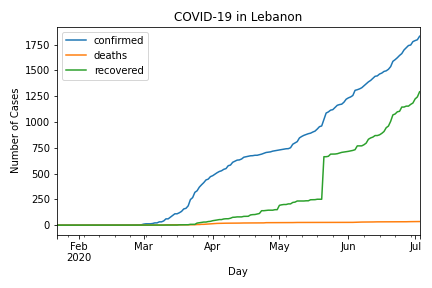 COVID-19 in Lebanon
confirmed
deaths
recovered
Number of Cases
1750
1500
1250
1000
750
500
250
0
Feb Mar Apr May Jun Jul
2020
Day